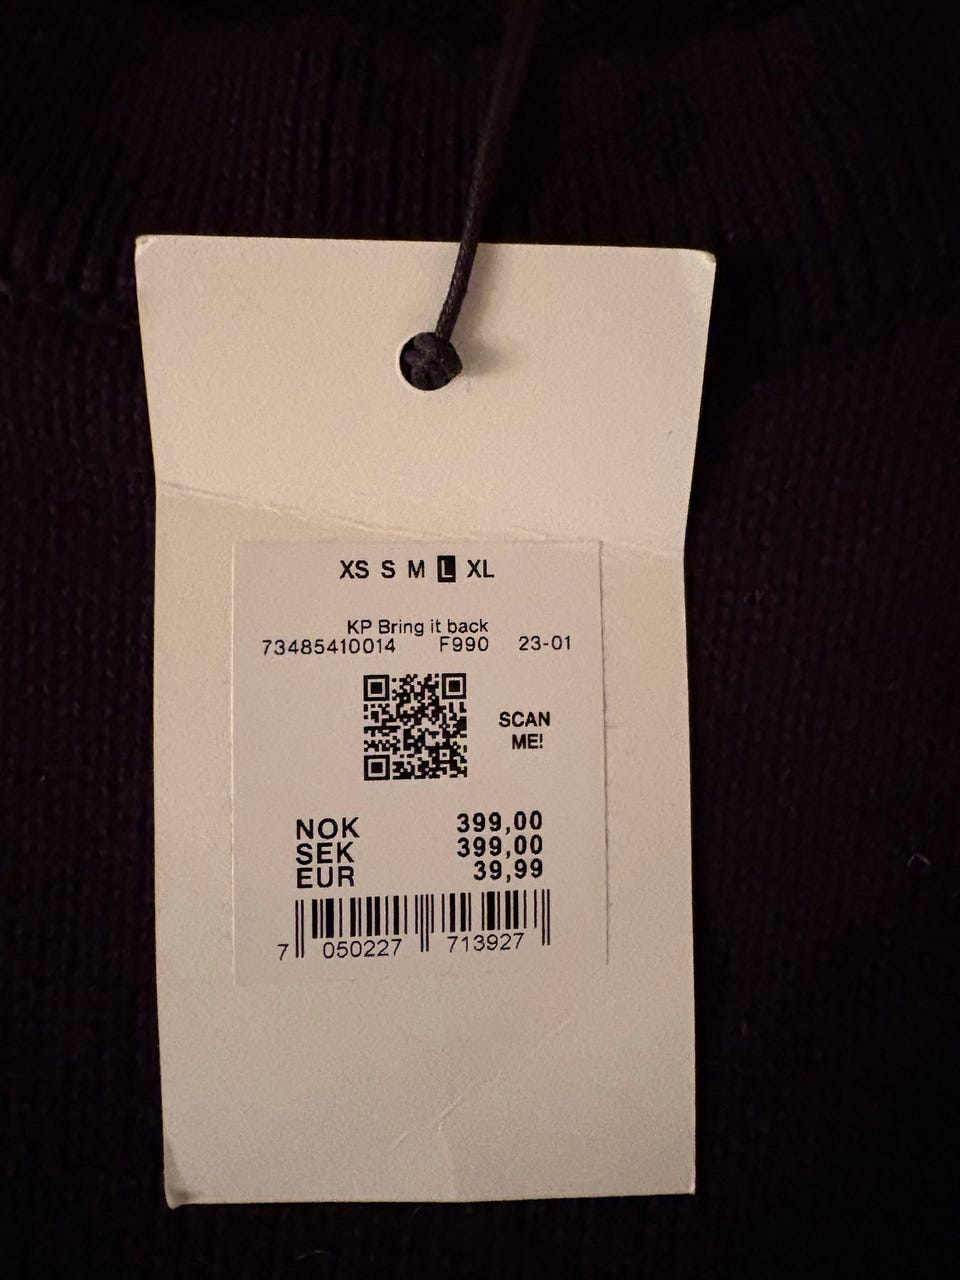 XS S M L XL
KP Bring it back
73485410014 F990 23-01
SCAN
ME!
NOK 399,00
SEK 399,00
EUR 39,99
7 050227 713927